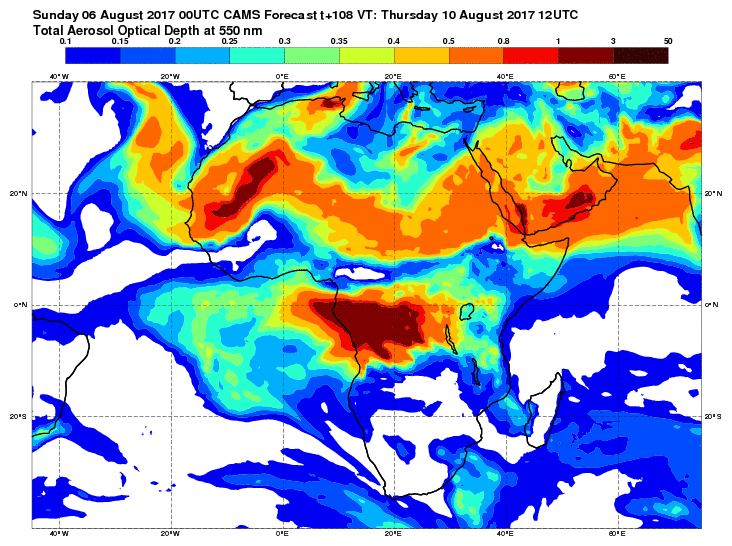 Sunday 06 August 2017 00UTC CAMS Forecast t+108 VT: Thursday 10 August 2017 12UTC
Total Aerosol Optical Depth at 550 nm
0.1 0.15 0.2 0.25 0.3 0.35 0.4 0.5 0.8 1 3 50
40°W 20°W 0°E 20°E 40°E 60°E
20°N 20°N
0°N 0°N
20°S 20°S
40°W 20°W 0°E 20°E 40°E 60°E